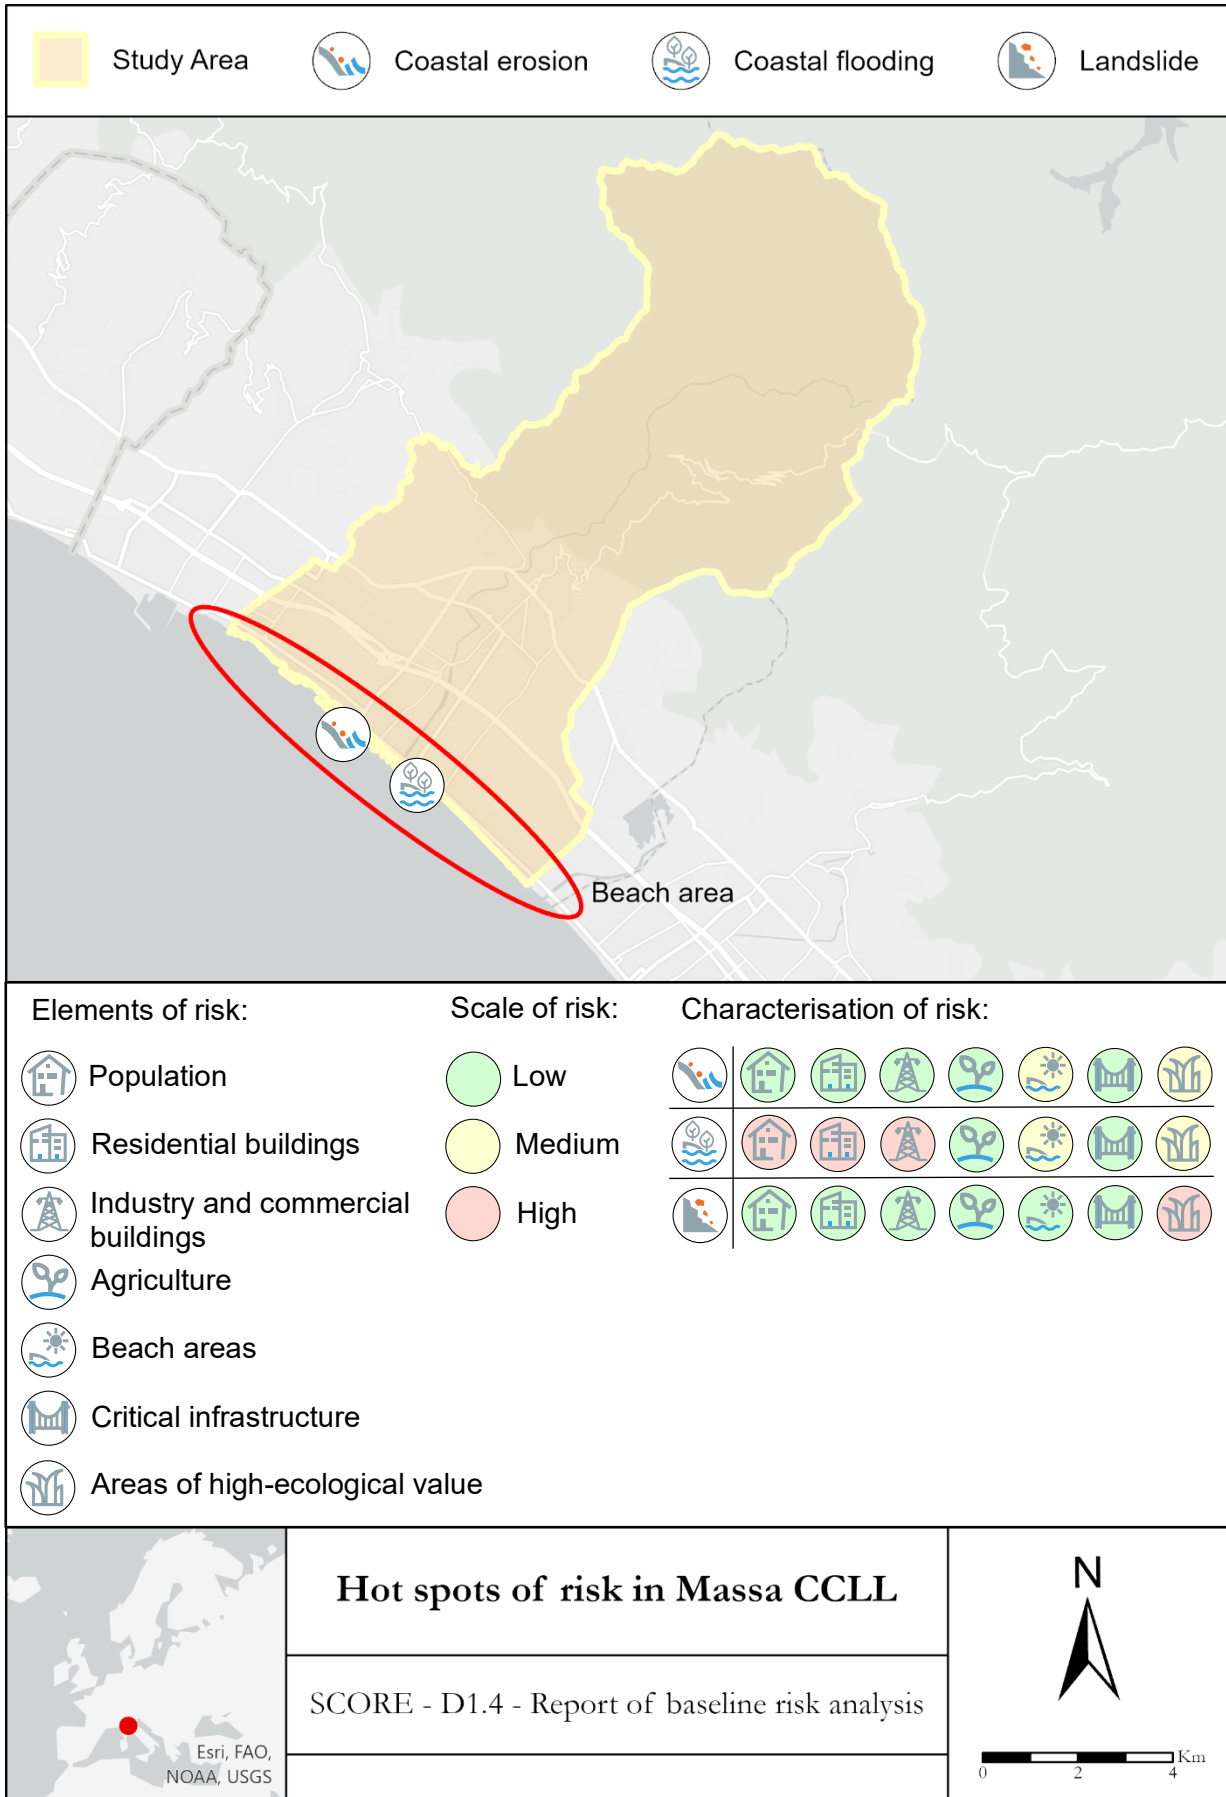 Study Area
Coastal erosion
Coastal flooding
Landslide
Beach area
Elements of risk:
Population
Residential buildings
Industry and commercial
buildings
Agriculture
Beach areas
Critical infrastructure
Areas of high-ecological value
Scale of risk:
Low
Medium
High
Characterisation of risk:
Esri, FAO,
NOAA, USGS
Hot spots of risk in Massa CCLL
SCORE - D1.4 - Report of baseline risk analysis
N
Km
0 2 4